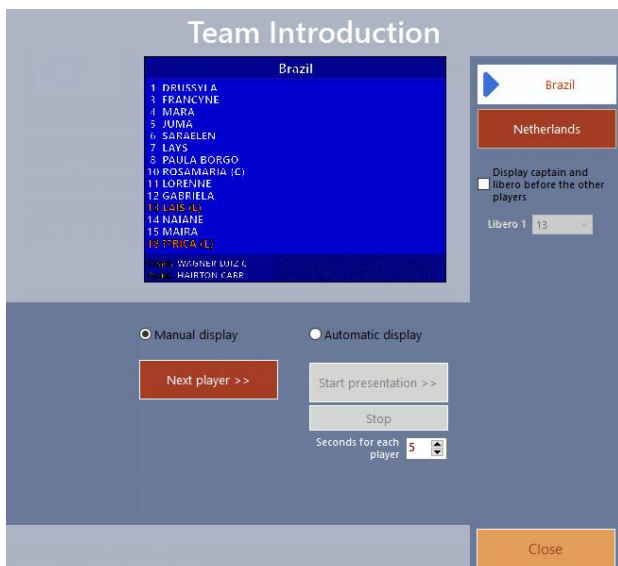 Team Introduction
Brazil
1 DRUSSYLA
3 FRANCYNE
4 MARA
5 JUMA
6 SARAELEN
7 LAYS
8 PAULA BORGO
10 ROSAMARIA (C)
11 LORENNE
12 GABRIELA
13 LAIS (L)
14 NAIANE
15 MAIRA
18 (L)
WAGNER LUIZ C
HAIRTON CABR
Brazil
Netherlands
Display captain and
libero before the other
players
Libero 1 13
Manual display
Automatic display
Next player >>
Start presentation >>
Stop
Seconds for each
player 5
Close